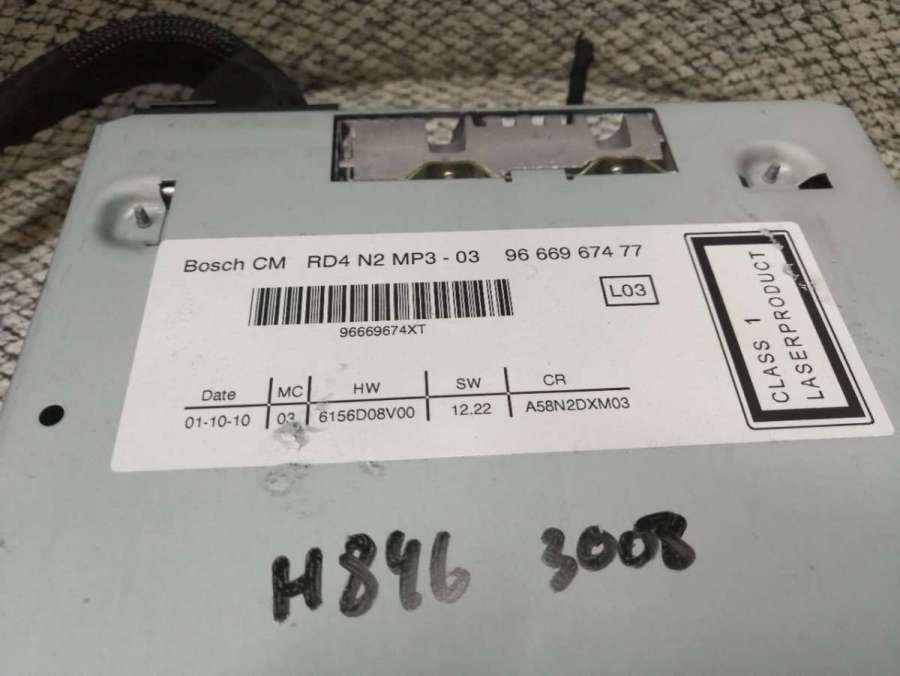 Bosch CM RD4 N2 MP3 - 03 96 669 674 77
L03
96669674XT
CLASS 1
LASERPRODUCT
Date MC HW SW CR
01-10-10 03 6156D08V00 12.22 A58N2DXM03
H846 3008